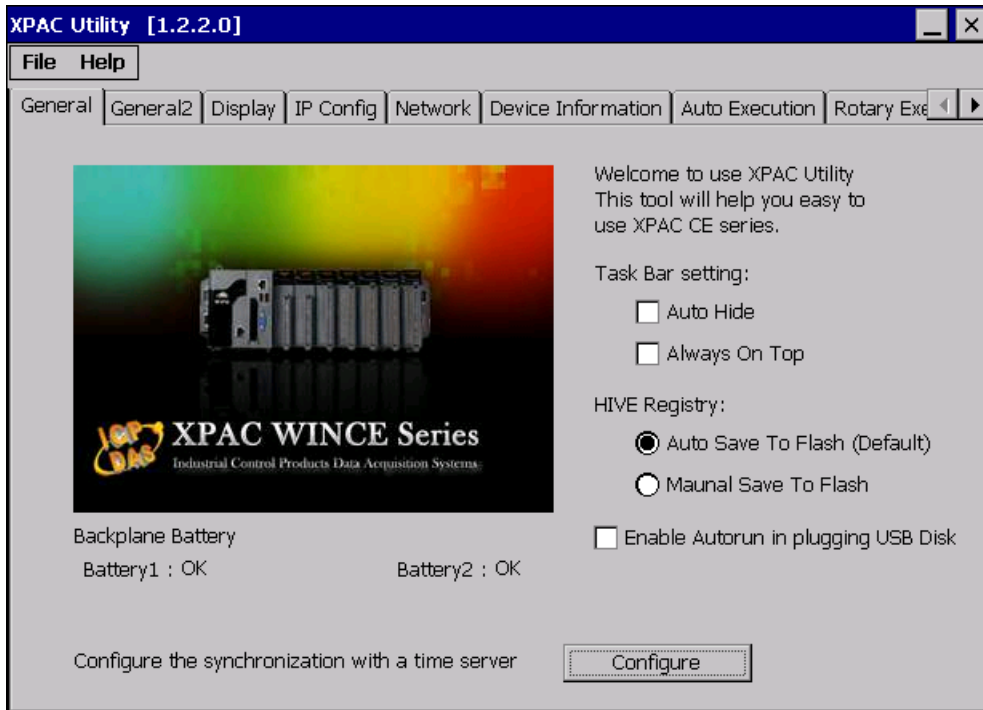 XPAC Utility [1.2.2.0]
File Help
General General2 Display IP Config Network Device Information Auto Execution Rotary Exe
Welcome to use XPAC Utility
This tool will help you easy to
use XPAC CE series.
Task Bar setting:
Auto Hide
Always On Top
HIVE Registry:
Auto Save To Flash (Default)
Maunal Save To Flash
Enable Autorun in plugging USB Disk
ICP DAS
XPAC WINCE Series
Industrial Control Products Data Acquisition Systems
Backplane Battery
Battery1 : OK Battery2 : OK
Configure the synchronization with a time server Configure